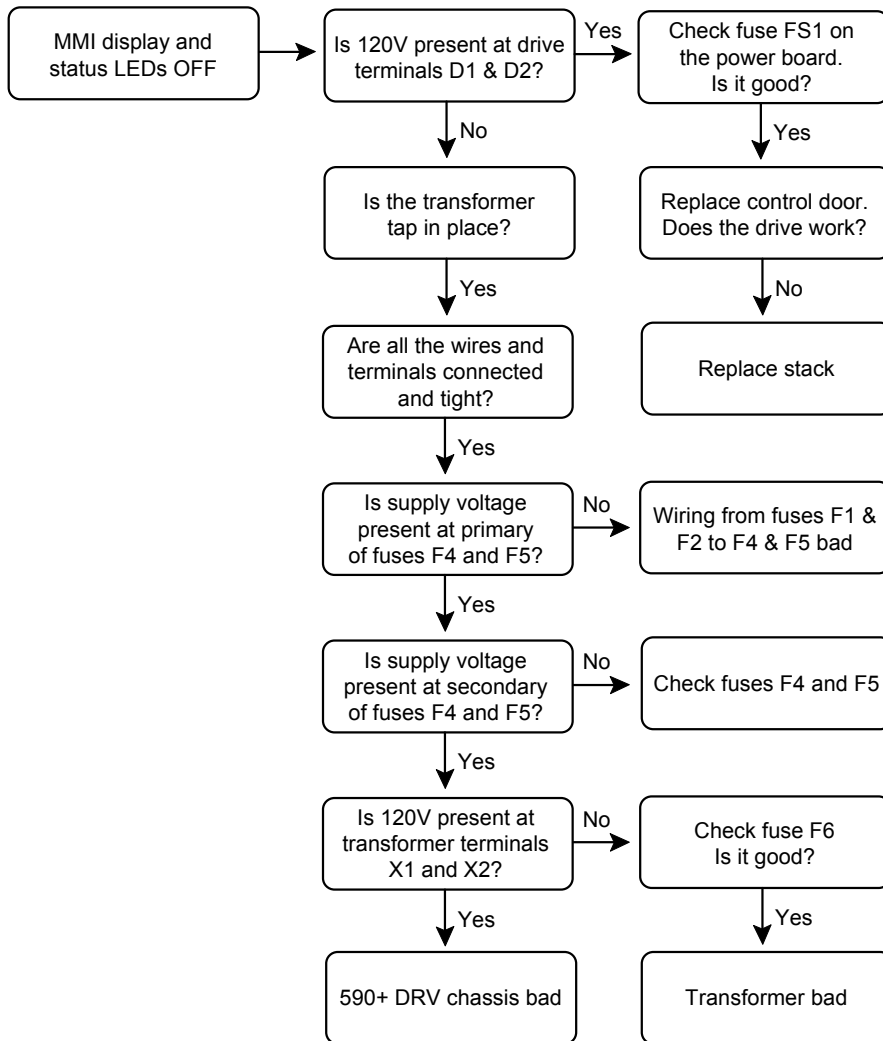 MMI display and
status LEDs OFF
Is 120V present at drive
terminals D1 & D2?
Yes
Check fuse FS1 on
the power board.
Is it good?
No
Yes
Is the transformer
tap in place?
Replace control door.
Does the drive work?
Yes
No
Are all the wires and
terminals connected
and tight?
Replace stack
Yes
Is supply voltage
present at primary
of fuses F4 and F5?
No
Wiring from fuses F1 &
F2 to F4 & F5 bad
Yes
Is supply voltage
present at secondary
of fuses F4 and F5?
No
Check fuses F4 and F5
Yes
Is 120V present at
transformer terminals
X1 and X2?
No
Check fuse F6
Is it good?
Yes
Yes
590+ DRV chassis bad
Transformer bad